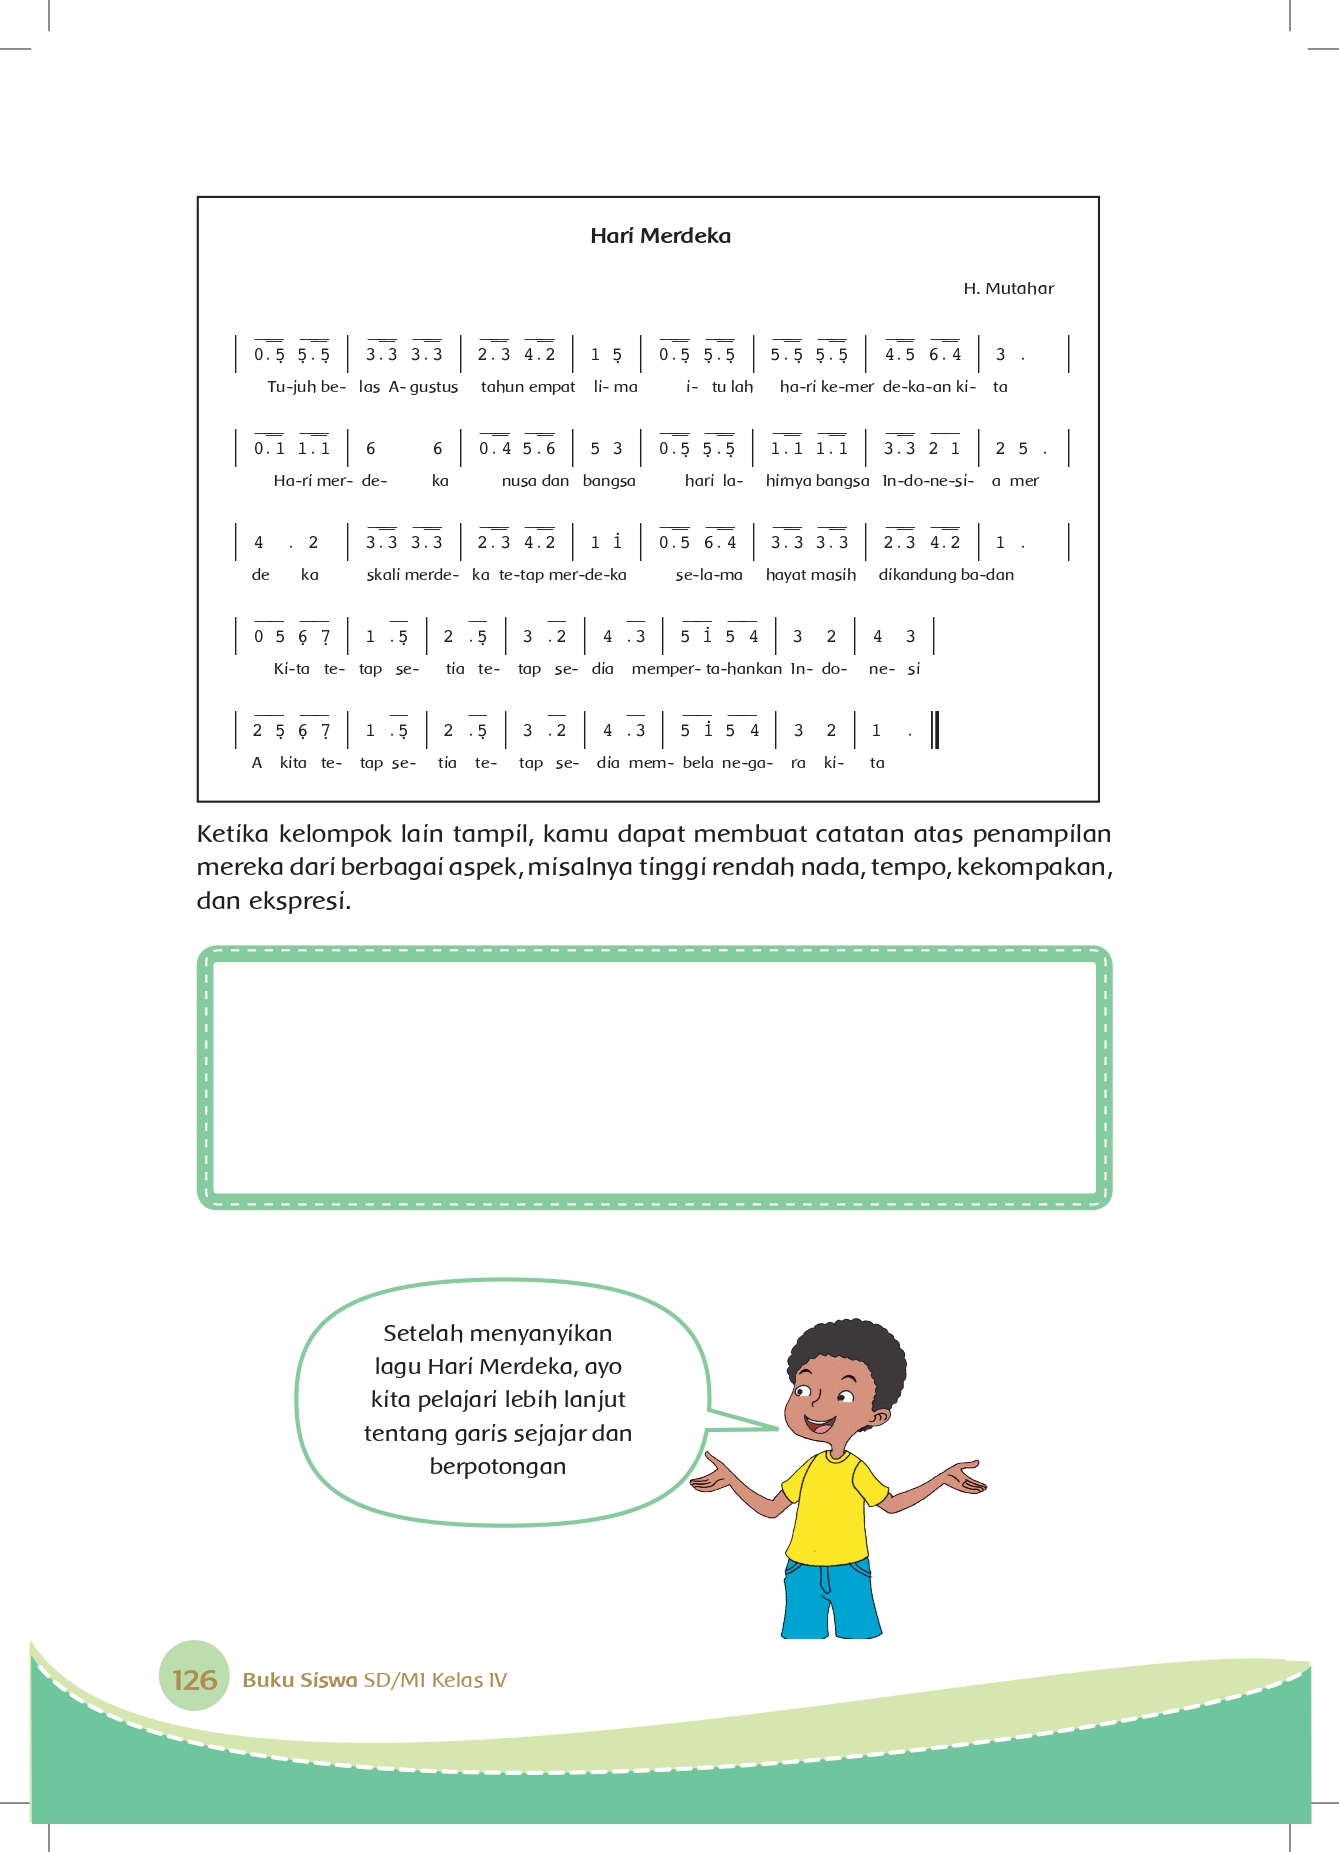 Hari Merdeka
H. Mutahar
| 0.5̣ 5̣.5̣ | 3.3 3.3 | 2.3 4.2 | 1 5̣ | 0.5̣ 5̣.5̣ | 5.5̣ 5̣.5̣ | 4.5 6.4 | 3 . |
Tu-juh be- las A- gustus tahun empat li- ma i- tu lah ha-ri ke-mer de-ka-an ki- ta
| 0.1 1.1 | 6 6 | 0.4 5.6 | 5 3 | 0.5̣ 5̣.5̣ | 1.1 1.1 | 3.3 2 1 | 2 5 . |
Ha-ri mer- de- ka nusa dan bangsa hari la- hirnya bangsa In-do-ne-si- a mer
4 . 2 | 3.3 3.3 | 2.3 4.2 | 1 1̇ | 0.5 6.4 | 3.3 3.3 | 2.3 4.2 | 1 . |
de ka skali merde- ka te-tap mer-de-ka se-la-ma hayat masih dikandung ba-dan
| 0 5 6̣ 7̣ | 1 .5̣ | 2 .5̣ | 3 .2 | 4 .3 | 5 1̇ 5 4 | 3 2 | 4 3 |
Ki-ta te- tap se- tia te- tap se- dia memper- ta-hankan In- do- ne- si
| 2 5̣ 6̣ 7̣ | 1 .5̣ | 2 .5̣ | 3 .2 | 4 .3 | 5 1̇ 5 4 | 3 2 | 1 . ||
A kita te- tap se- tia te- tap se- dia mem- bela ne-ga- ra ki- ta
Ketika kelompok lain tampil, kamu dapat membuat catatan atas penampilan
mereka dari berbagai aspek, misalnya tinggi rendah nada, tempo, kekompakan,
dan ekspresi.
Setelah menyanyikan
lagu Hari Merdeka, ayo
kita pelajari lebih lanjut
tentang garis sejajar dan
berpotongan
126 Buku Siswa SD/MI Kelas IV